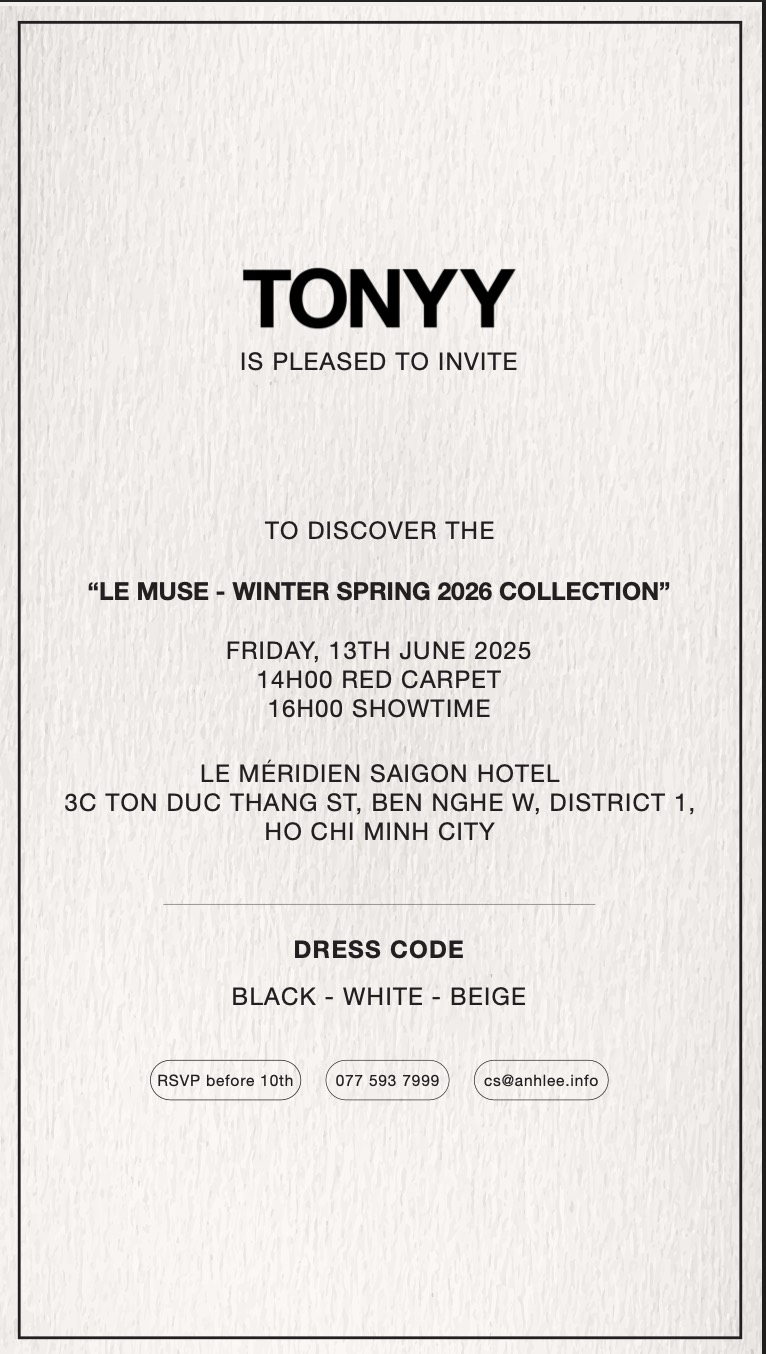 TONYY
IS PLEASED TO INVITE
TO DISCOVER THE
“LE MUSE - WINTER SPRING 2026 COLLECTION”
FRIDAY, 13TH JUNE 2025
14H00 RED CARPET
16H00 SHOWTIME
LE MÉRIDIEN SAIGON HOTEL
3C TON DUC THANG ST, BEN NGHE W, DISTRICT 1,
HO CHI MINH CITY
DRESS CODE
BLACK - WHITE - BEIGE
RSVP before 10th 077 593 7999 cs@anhlee.info